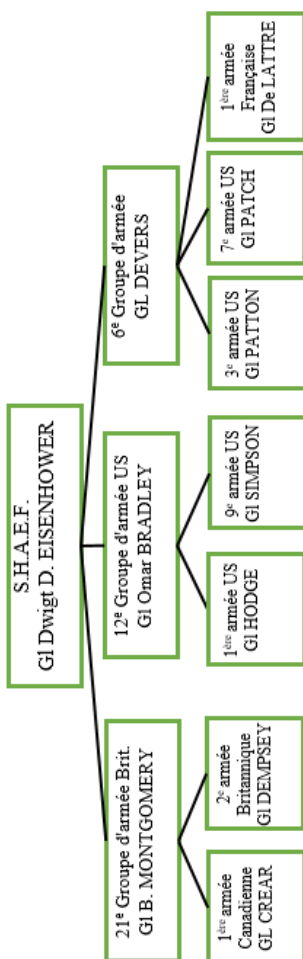 S.H.A.E.F.
Gl Dwigt D. EISENHOWER
21e Groupe d'armée Brit.
Gl B. MONTGOMERY
12e Groupe d'armée US
Gl Omar BRADLEY
6e Groupe d'armée
GL DEVERS
1ère armée
Canadienne
GL CREAR
2e armée
Britannique
Gl DEMPSEY
1ère armée US
Gl HODGE
9e armée US
Gl SIMPSON
3e armée US
Gl PATTON
7e armée US
Gl PATCH
1ère armée
Française
Gl De LATTRE